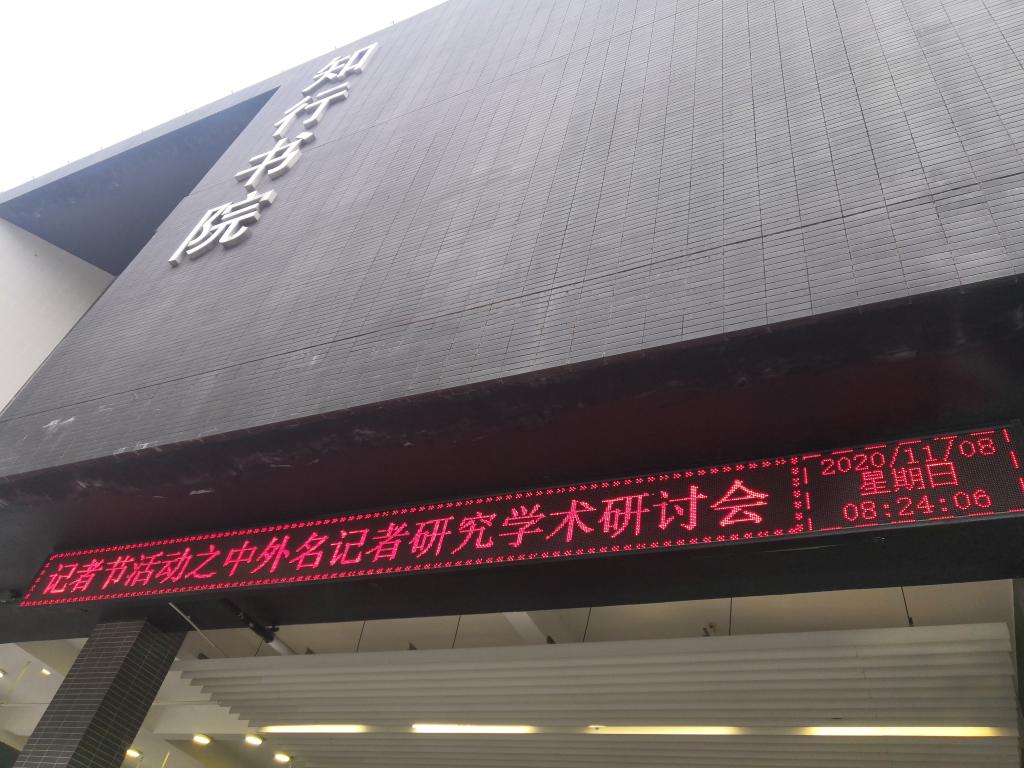 知行书院
记者节活动之中外名记者研究学术研讨会
2020/11/08
星期日
08:24:06